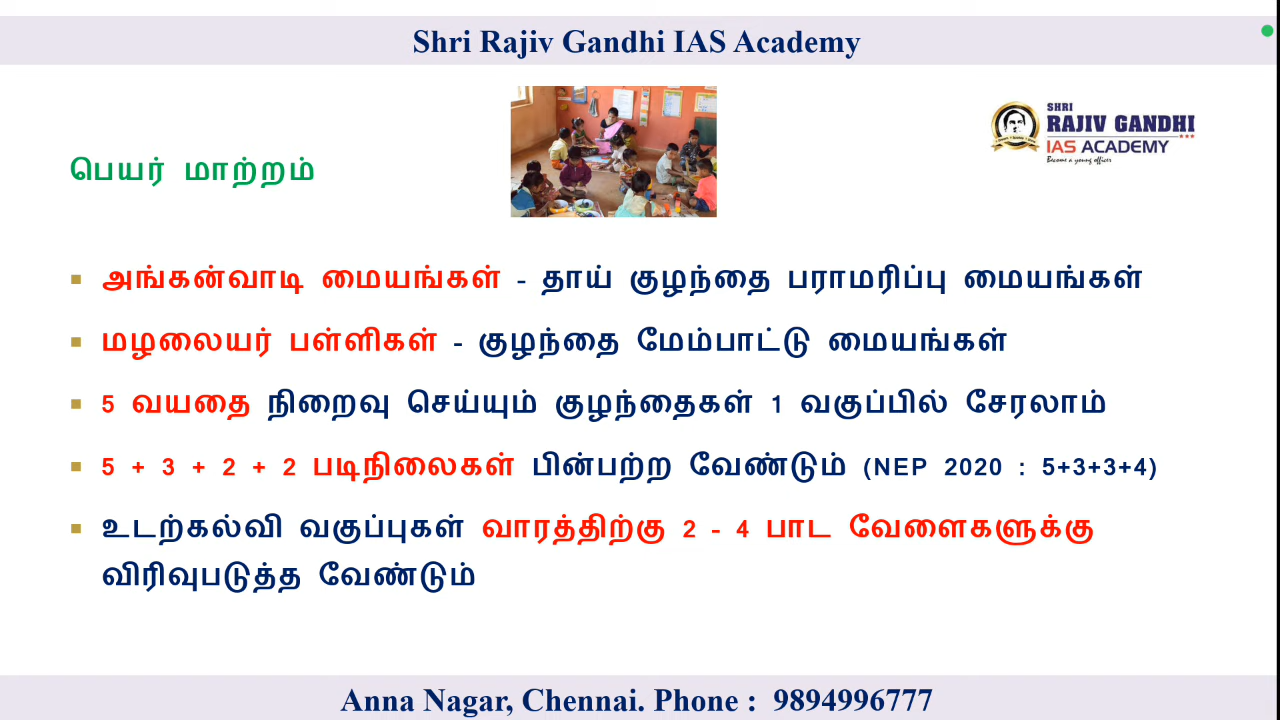 Shri Rajiv Gandhi IAS Academy
SHRI
RAJIV GANDHI
IAS ACADEMY
Become a young officer
பெயர் மாற்றம்
அங்கன்வாடி மையங்கள் - தாய் குழந்தை பராமரிப்பு மையங்கள்
மழலையர் பள்ளிகள் - குழந்தை மேம்பாட்டு மையங்கள்
5 வயதை நிறைவு செய்யும் குழந்தைகள் 1 வகுப்பில் சேரலாம்
5 + 3 + 2 + 2 படிநிலைகள் பின்பற்ற வேண்டும் (NEP 2020 : 5+3+3+4)
உடற்கல்வி வகுப்புகள் வாரத்திற்கு 2 - 4 பாட வேளைகளுக்கு
விரிவுபடுத்த வேண்டும்
Anna Nagar, Chennai. Phone : 9894996777